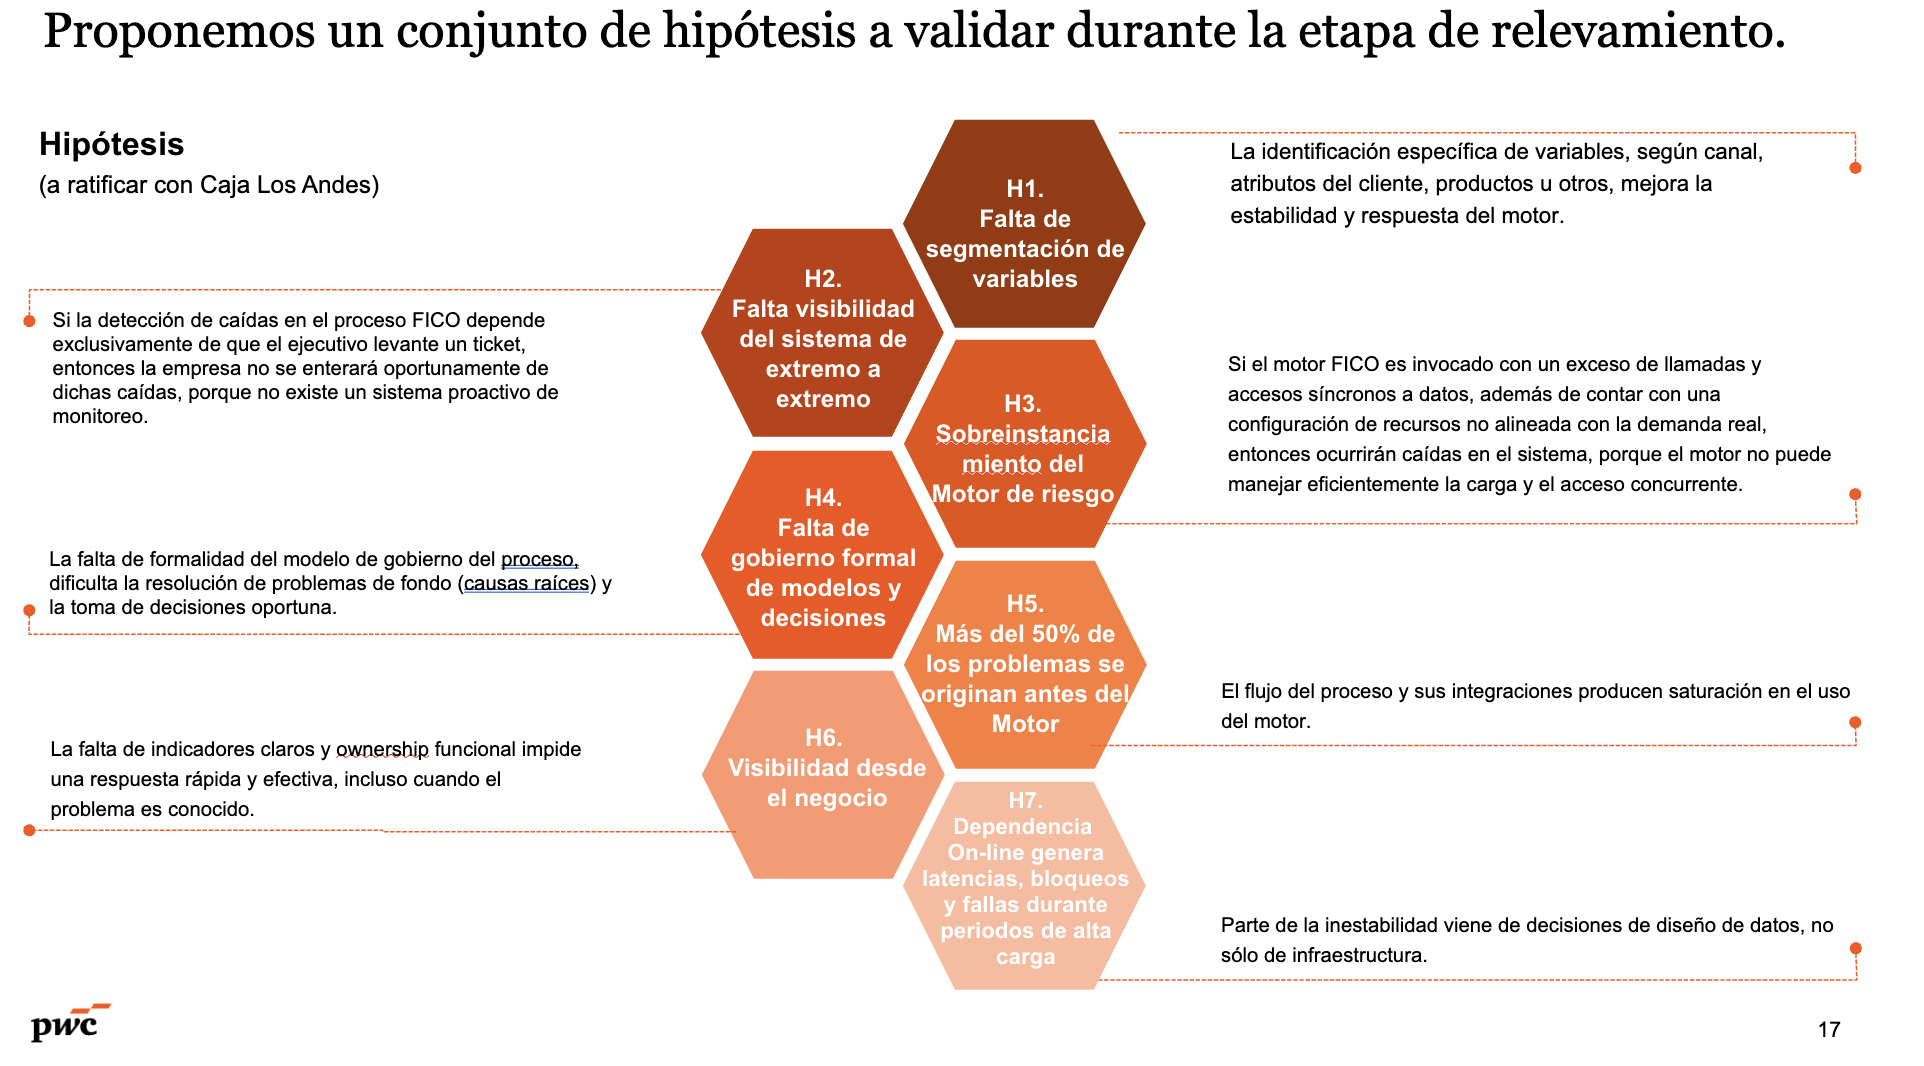 Proponemos un conjunto de hipótesis a validar durante la etapa de relevamiento.
Hipótesis
(a ratificar con Caja Los Andes)
H1.
Falta de
segmentación de
variables
La identificación específica de variables, según canal,
atributos del cliente, productos u otros, mejora la
estabilidad y respuesta del motor.
H2.
Falta visibilidad
del sistema de
extremo a
extremo
Si la detección de caídas en el proceso FICO depende
exclusivamente de que el ejecutivo levante un ticket,
entonces la empresa no se enterará oportunamente de
dichas caídas, porque no existe un sistema proactivo de
monitoreo.
H3.
Sobreinstancia
miento del
Motor de riesgo
Si el motor FICO es invocado con un exceso de llamadas y
accesos síncronos a datos, además de contar con una
configuración de recursos no alineada con la demanda real,
entonces ocurrirán caídas en el sistema, porque el motor no puede
manejar eficientemente la carga y el acceso concurrente.
H4.
Falta de
gobierno formal
de modelos y
decisiones
La falta de formalidad del modelo de gobierno del proceso,
dificulta la resolución de problemas de fondo (causas raíces) y
la toma de decisiones oportuna.
H5.
Más del 50% de
los problemas se
originan antes del
Motor
El flujo del proceso y sus integraciones producen saturación en el uso
del motor.
H6.
Visibilidad desde
el negocio
La falta de indicadores claros y ownership funcional impide
una respuesta rápida y efectiva, incluso cuando el
problema es conocido.
H7.
Dependencia
On-line genera
latencias, bloqueos
y fallas durante
periodos de alta
carga
Parte de la inestabilidad viene de decisiones de diseño de datos, no
sólo de infraestructura.
pwc
17